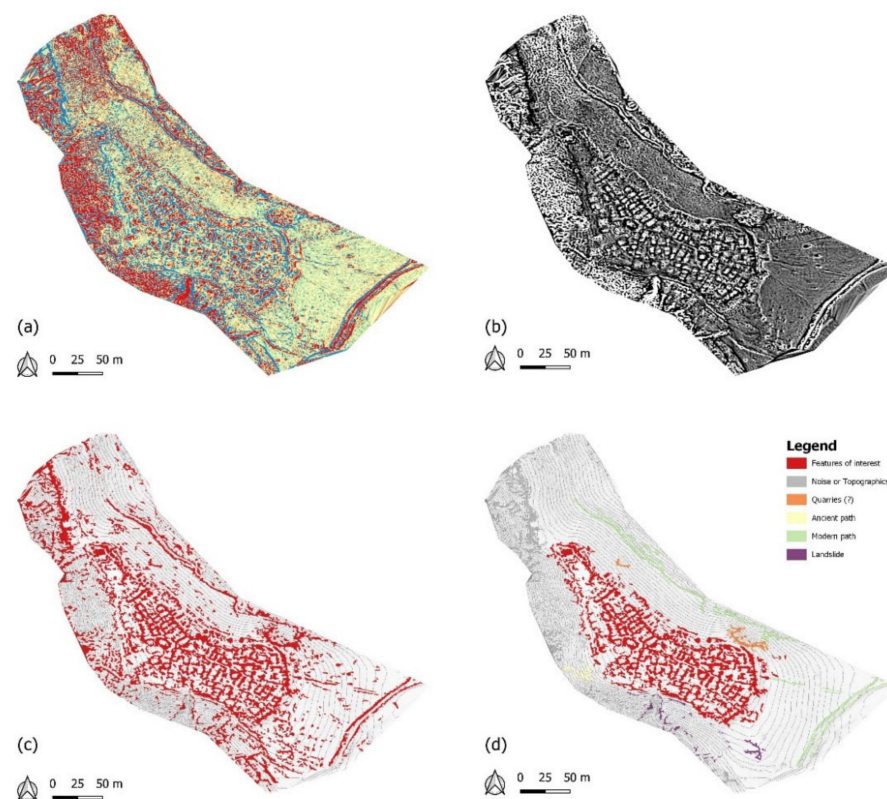 (a)
0 25 50 m
(b)
0 25 50 m
(c)
0 25 50 m
Legend
Features of interest
Noise or Topographics
Quarries (?)
Ancient path
Modern path
Landslide
(d)
0 25 50 m